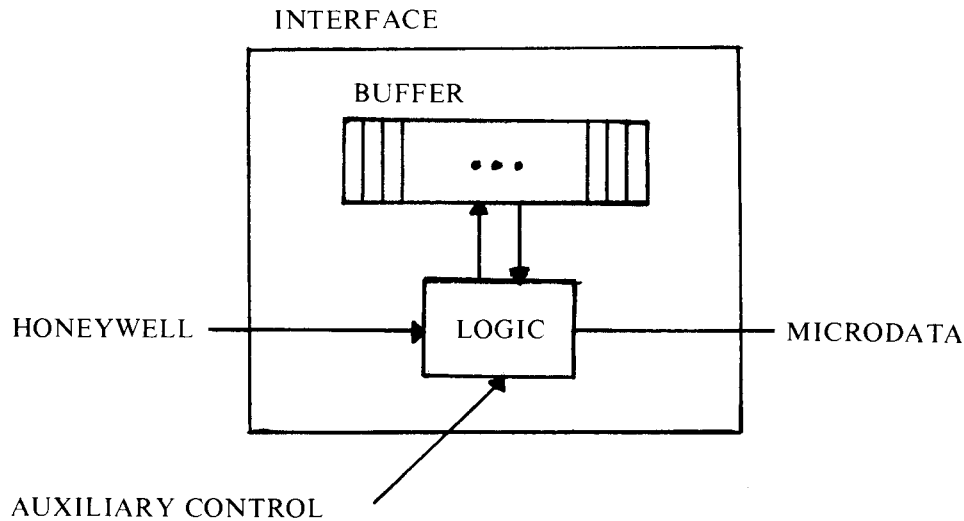 INTERFACE
BUFFER
HONEYWELL
LOGIC
MICRODATA
AUXILIARY CONTROL